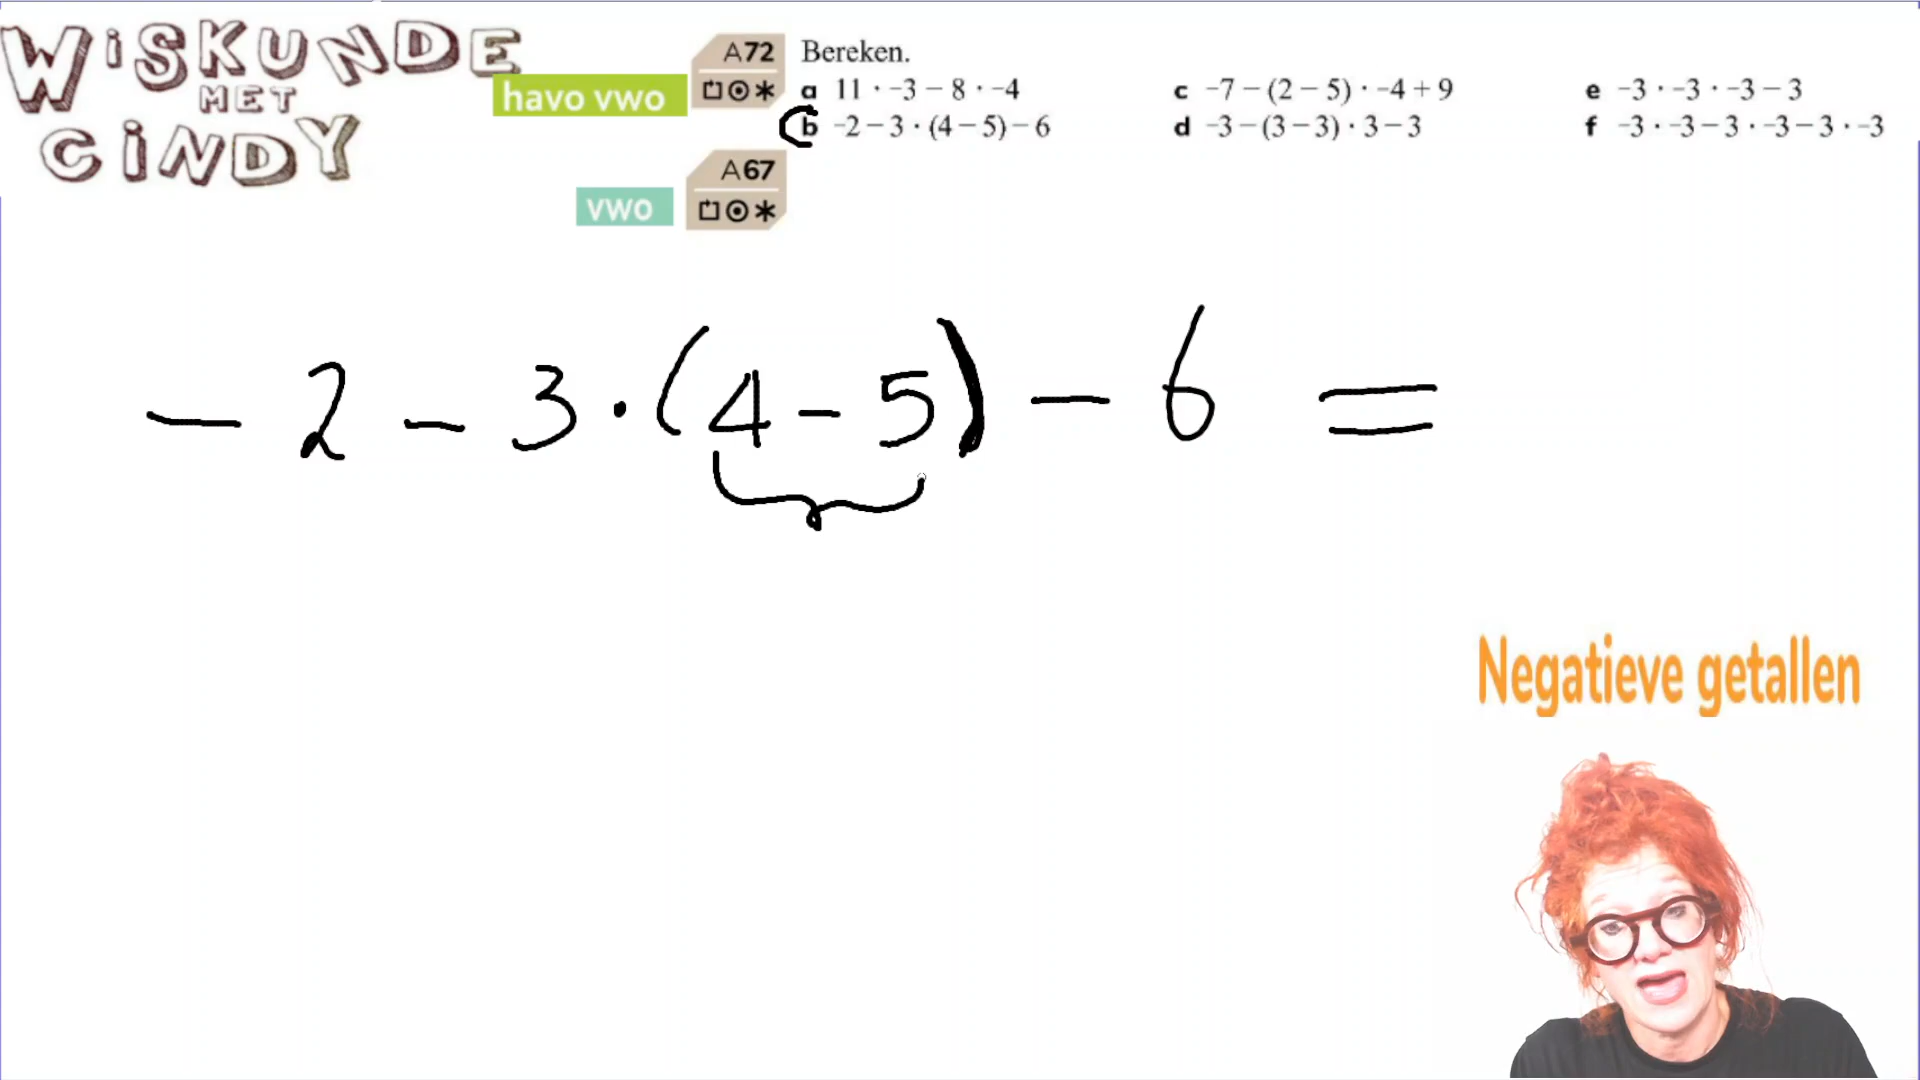 WISKUNDE
MET
CINDY
havo vwo
A72
Bereken.
a 11 · -3 – 8 · -4
b -2 – 3 · (4 – 5) – 6
c -7 – (2 – 5) · -4 + 9
d -3 – (3 – 3) · 3 – 3
e -3 · -3 · -3 – 3
f -3 · -3 – 3 · -3 – 3 · -3
vwo
A67
- 2 - 3 · (4 - 5) - 6 =
Negatieve getallen